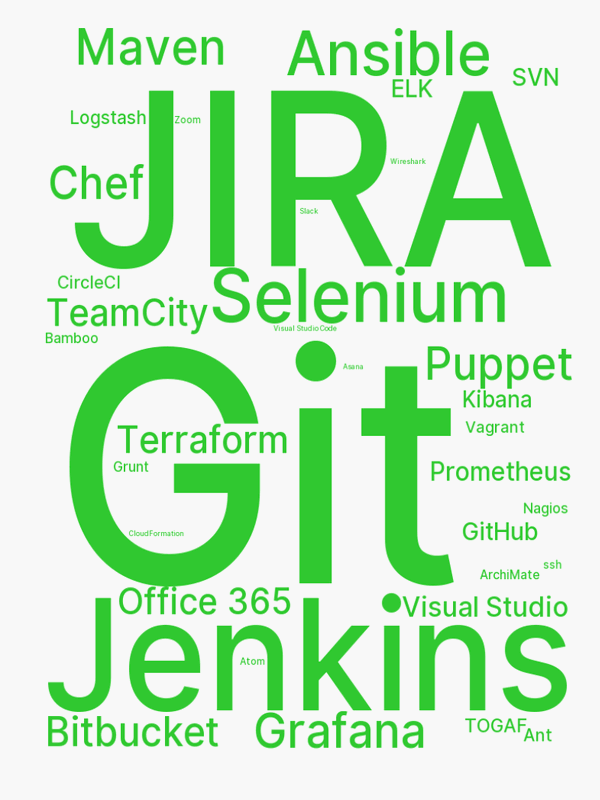 Maven
Ansible
SVN
ELK
JIRA
Logstash
Zoom
Wireshark
Chef
Slack
Selenium
CircleCI
TeamCity
Visual Studio Code
Bamboo
Git
Asana
Puppet
Kibana
Vagrant
Terraform
Grunt
Prometheus
Nagios
GitHub
CloudFormation
ssh
ArchiMate
Office 365
Visual Studio
Jenkins
Atom
Bitbucket
Grafana
TOGAF
Ant